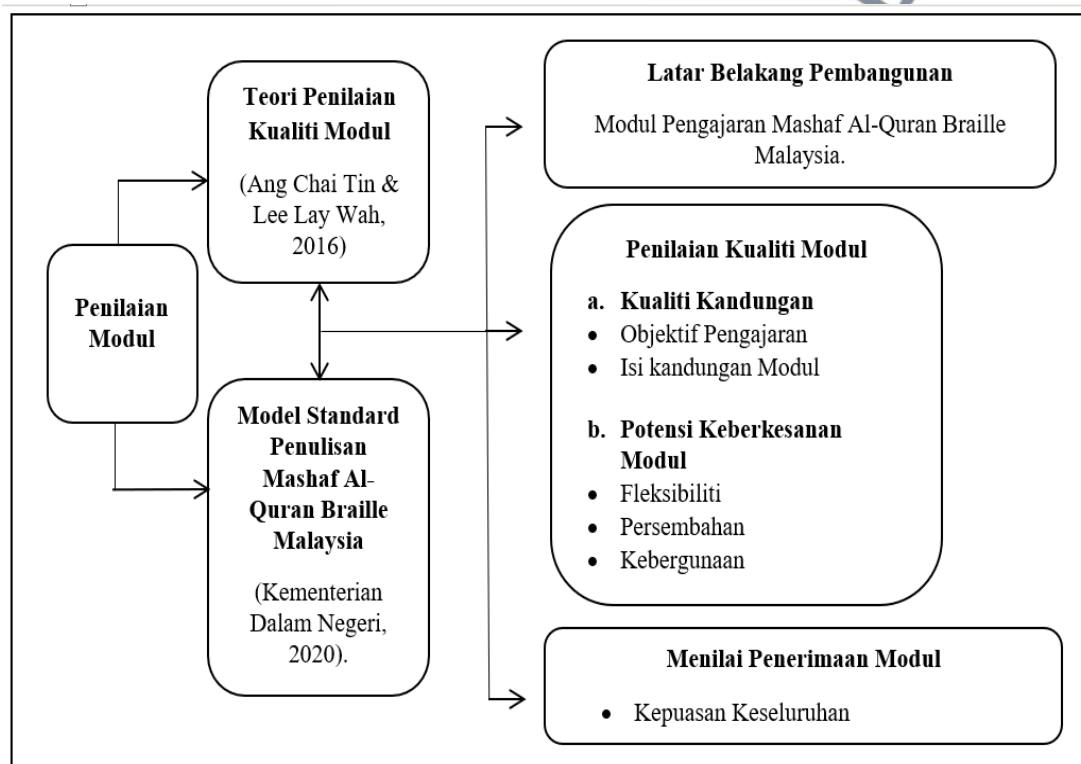 Penilaian
Modul
Teori Penilaian
Kualiti Modul
(Ang Chai Tin &
Lee Lay Wah,
2016)
Model Standard
Penulisan
Mashaf Al-
Quran Braille
Malaysia
(Kementerian
Dalam Negeri,
2020).
Latar Belakang Pembangunan
Modul Pengajaran Mashaf Al-Quran Braille
Malaysia.
Penilaian Kualiti Modul
a. Kualiti Kandungan
• Objektif Pengajaran
• Isi kandungan Modul
b. Potensi Keberkesanan
Modul
• Fleksibiliti
• Persembahan
• Kebergunaan
Menilai Penerimaan Modul
• Kepuasan Keseluruhan